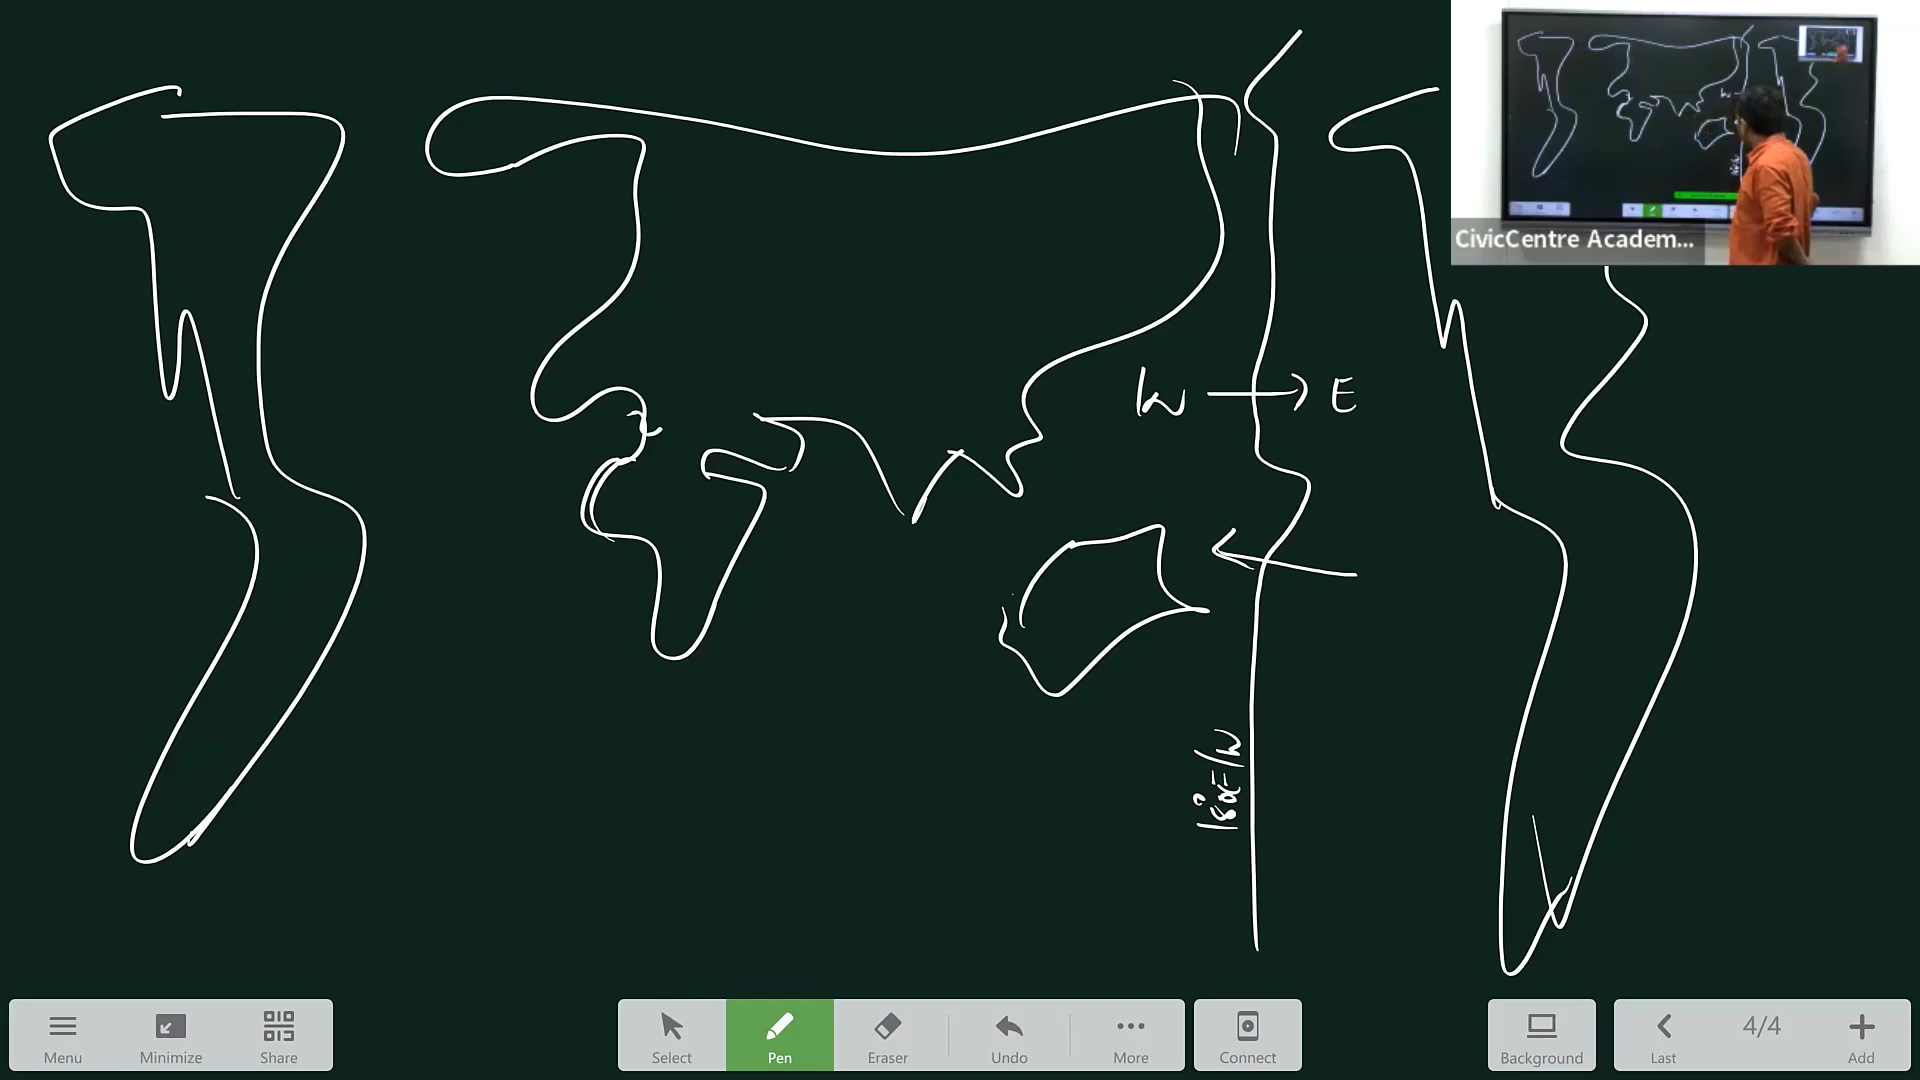 CivicCentre Academ...
W → E
180° E/W
Menu
Minimize
Share
Select
Pen
Eraser
Undo
More
Connect
Background
Last
4/4
Add